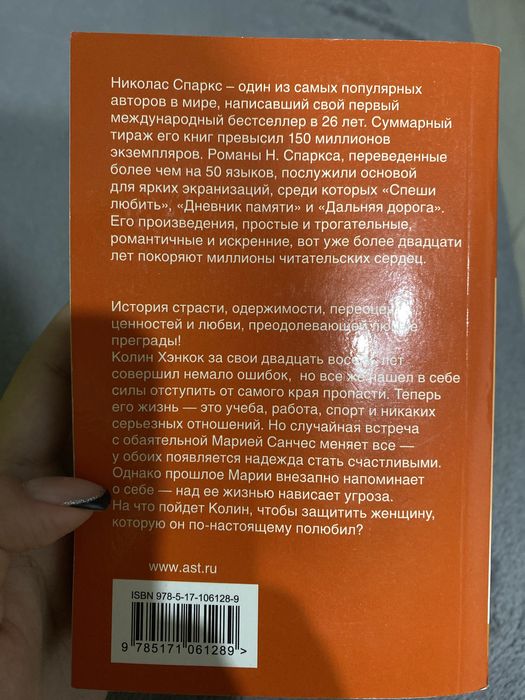 Николас Спаркс – один из самых популярных
авторов в мире, написавший свой первый
международный бестселлер в 26 лет. Суммарный
тираж его книг превысил 150 миллионов
экземпляров. Романы Н. Спаркса, переведенные
более чем на 50 языков, послужили основой
для ярких экранизаций, среди которых «Спеши
любить», «Дневник памяти» и «Дальняя дорога».
Его произведения, простые и трогательные,
романтичные и искренние, вот уже более двадцати
лет покоряют миллионы читательских сердец.
История страсти, одержимости, переоценки
ценностей и любви, преодолевающей любые
преграды!
Колин Хэнкок за свои двадцать восемь лет
совершил немало ошибок, но все же нашел в себе
силы отступить от самого края пропасти. Теперь
его жизнь — это учеба, работа, спорт и никаких
серьезных отношений. Но случайная встреча
с обаятельной Марией Санчес меняет все —
у обоих появляется надежда стать счастливыми.
Однако прошлое Марии внезапно напоминает
о себе — над ее жизнью нависает угроза.
На что пойдет Колин, чтобы защитить женщину,
которую он по-настоящему полюбил?
www.ast.ru
ISBN 978-5-17-106128-9
9 785171 061289 >